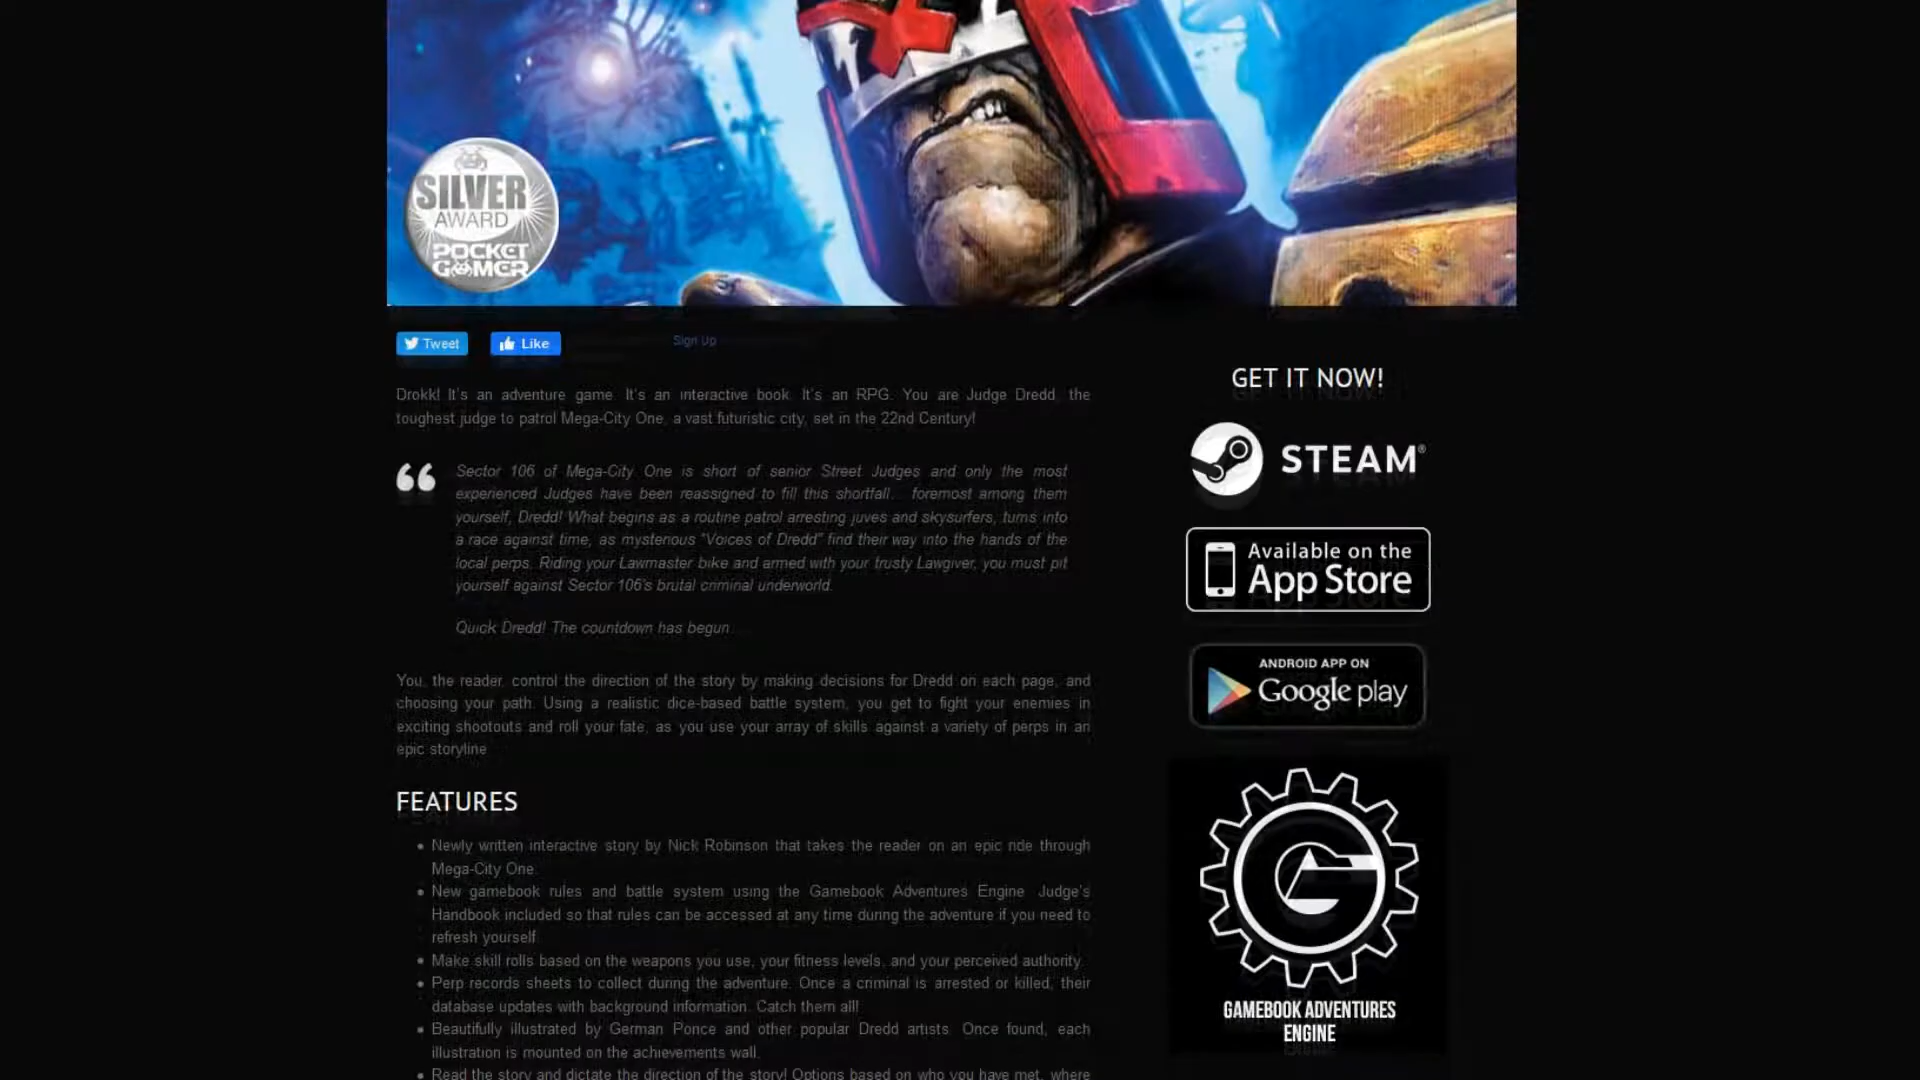 SILVER
AWARD
POCKET
GAMER
Tweet
Like
Sign Up
Drokk! It's an adventure game. It's an interactive book. It's an RPG. You are Judge Dredd, the
toughest judge to patrol Mega-City One, a vast futuristic city, set in the 22nd Century!
Sector 106 of Mega-City One is short of senior Street Judges and only the most
experienced Judges have been reassigned to fill this shortfall... foremost among them
yourself, Dredd! What begins as a routine patrol arresting juves and skysurfers, turns into
a race against time, as mysterious "Voices of Dredd" find their way into the hands of the
local perps. Riding your Lawmaster bike and armed with your trusty Lawgiver, you must pit
yourself against Sector 106's brutal criminal underworld.
Quick Dredd! The countdown has begun...
You, the reader, control the direction of the story by making decisions for Dredd on each page, and
choosing your path. Using a realistic dice-based battle system, you get to fight your enemies in
exciting shootouts and roll your fate, as you use your array of skills against a variety of perps in an
epic storyline.
FEATURES
• Newly written interactive story by Nick Robinson that takes the reader on an epic ride through
Mega-City One.
• New gamebook rules and battle system using the Gamebook Adventures Engine. Judge's
Handbook included so that rules can be accessed at any time during the adventure if you need to
refresh yourself.
• Make skill rolls based on the weapons you use, your fitness levels, and your perceived authority.
• Perp records sheets to collect during the adventure. Once a criminal is arrested or killed, their
database updates with background information. Catch them all!
• Beautifully illustrated by German Ponce and other popular Dredd artists. Once found, each
illustration is mounted on the achievements wall.
• Read the story and dictate the direction of the story! Options based on who you have met, where
GET IT NOW!
STEAM®
Available on the
App Store
ANDROID APP ON
Google play
GAMEBOOK ADVENTURES
ENGINE